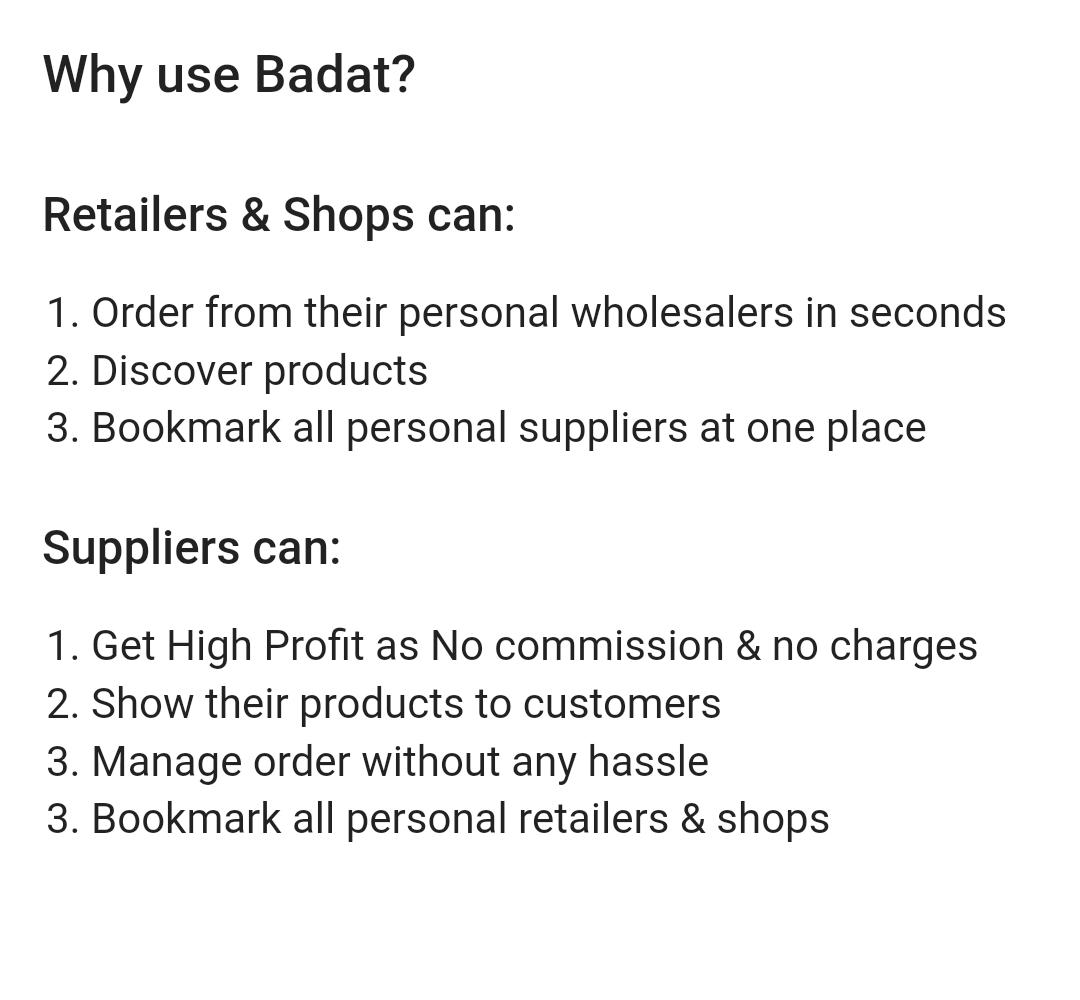 Why use Badat?
Retailers & Shops can:
1. Order from their personal wholesalers in seconds
2. Discover products
3. Bookmark all personal suppliers at one place
Suppliers can:
1. Get High Profit as No commission & no charges
2. Show their products to customers
3. Manage order without any hassle
3. Bookmark all personal retailers & shops